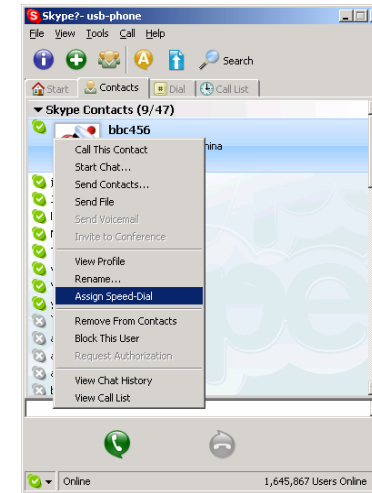 Skype?- usb-phone
File View Tools Call Help
Search
Start Contacts Dial Call List
Skype Contacts (9/47)
bbc456
Call This Contact
Start Chat...
Send Contacts...
Send File
Send Voicemail
Invite to Conference
View Profile
Rename...
Assign Speed-Dial
Remove From Contacts
Block This User
Request Authorization
View Chat History
View Call List
Online 1,645,867 Users Online